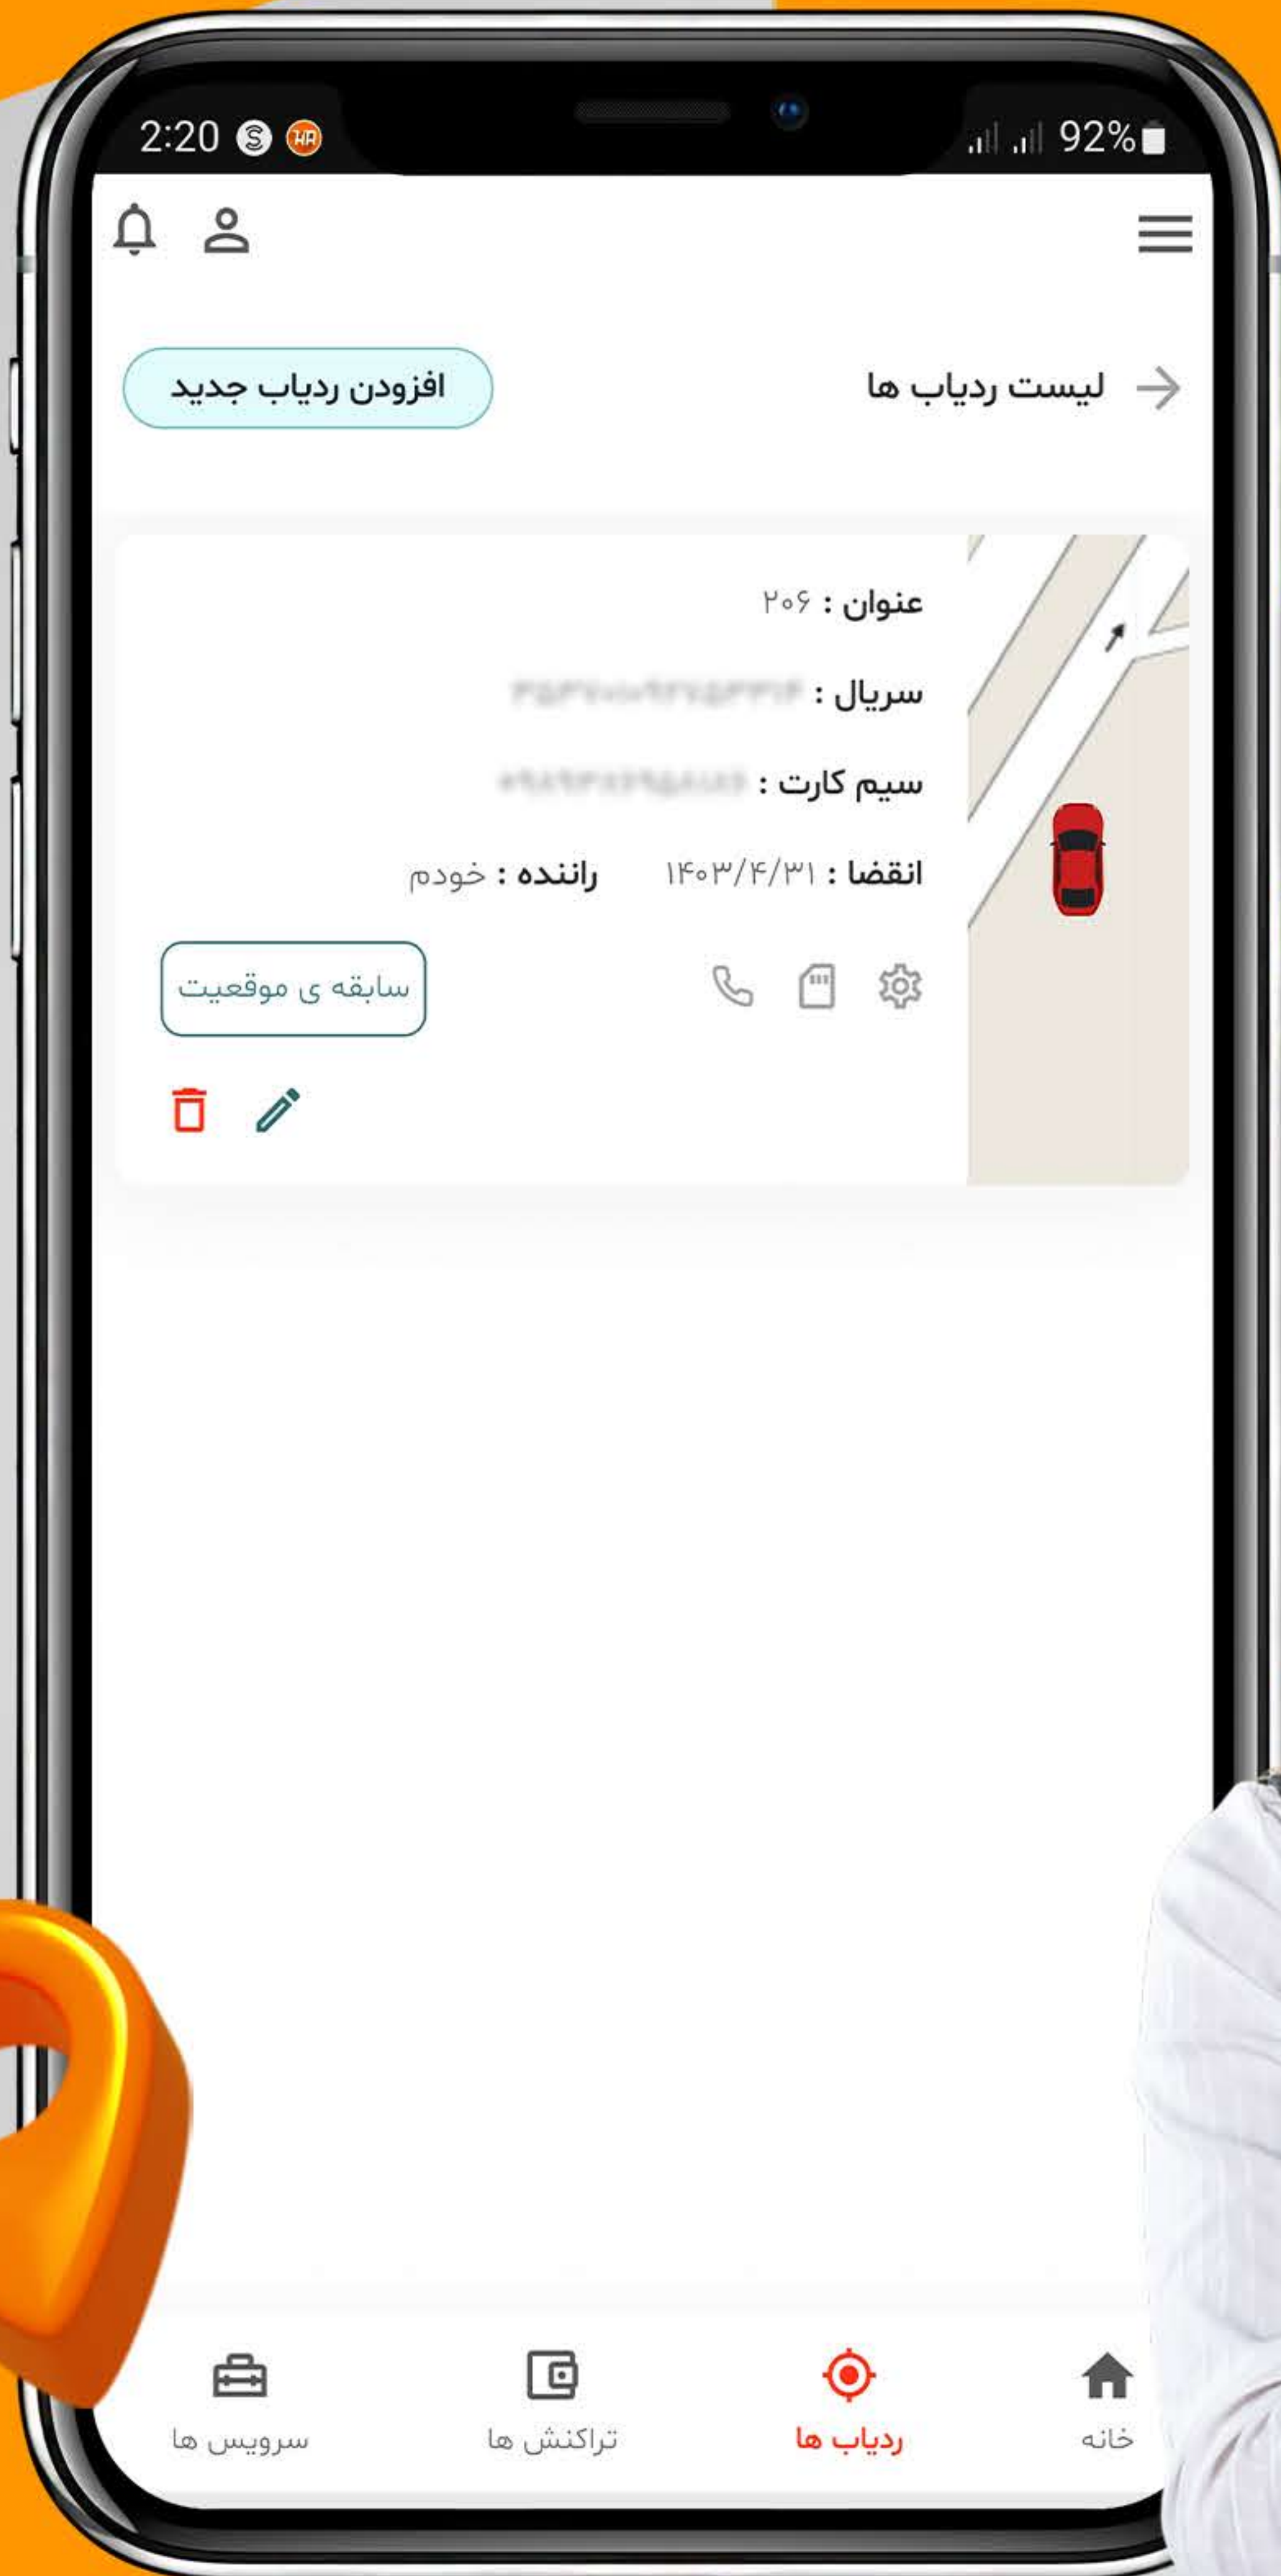 2:20 92%
لیست ردیاب ها
افزودن ردیاب جدید
عنوان : ۲۰۶
سریال :
سیم کارت :
انقضا : ۱۴۰۳/۴/۳۱ راننده : خودم
سابقه ی موقعیت
خانه ردیاب ها تراکنش ها سرویس ها